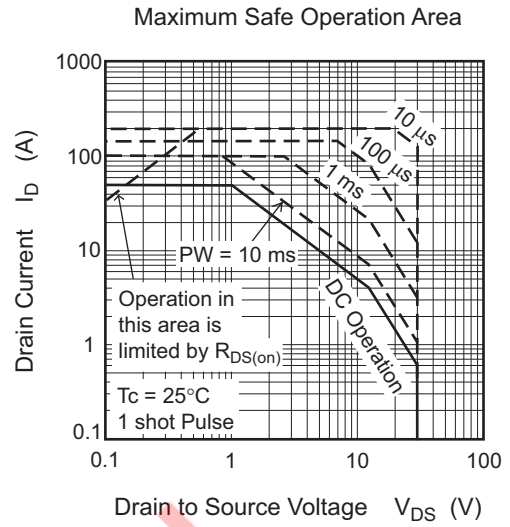 Maximum Safe Operation Area
1000
100
10
1
0.1
Drain Current I_D (A)
10 µs
100 µs
1 ms
PW = 10 ms
DC Operation
Operation in
this area is
limited by R_DS(on)
Tc = 25°C
1 shot Pulse
0.1 1 10 100
Drain to Source Voltage V_DS (V)